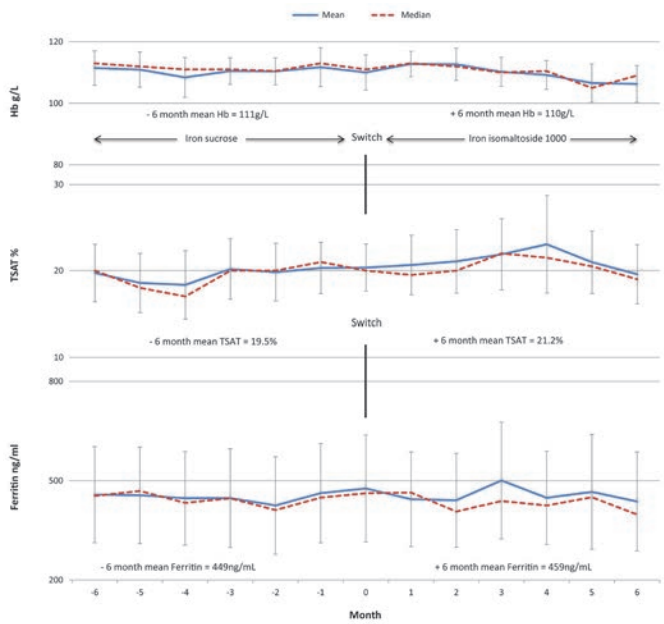 Mean Median
120
Hb g/L
100
- 6 month mean Hb = 111g/L + 6 month mean Hb = 110g/L
Iron sucrose Switch Iron isomaltoside 1000
80
30
TSAT %
20
Switch
- 6 month mean TSAT = 19.5% + 6 month mean TSAT = 21.2%
10
800
Ferritin ng/ml
500
- 6 month mean Ferritin = 449ng/mL + 6 month mean Ferritin = 459ng/mL
200
-6 -5 -4 -3 -2 -1 0 1 2 3 4 5 6
Month